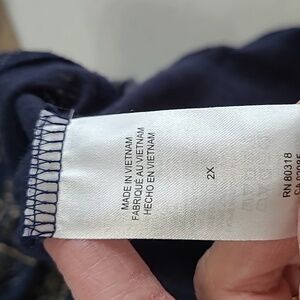 MADE IN VIETNAM
FABRIQUÉ AU VIETNAM
HECHO EN VIETNAM
2X
RN 80318